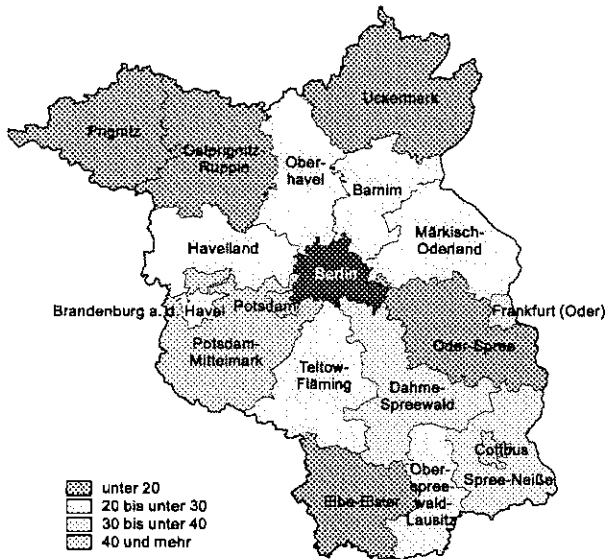 Uckermark
Prignitz
Ostprignitz-
Ruppin
Ober-
havel
Barnim
Havelland
Märkisch-
Oderland
Berlin
Brandenburg a. d. Havel
Potsdam
Frankfurt (Oder)
Potsdam-
Mittelmark
Oder-Spree
Teltow-
Fläming
Dahme-
Spreewald
Cottbus
Spree-Neiße
Elbe-Elster
Ober-
spree-
wald-
Lausitz
unter 20
20 bis unter 30
30 bis unter 40
40 und mehr